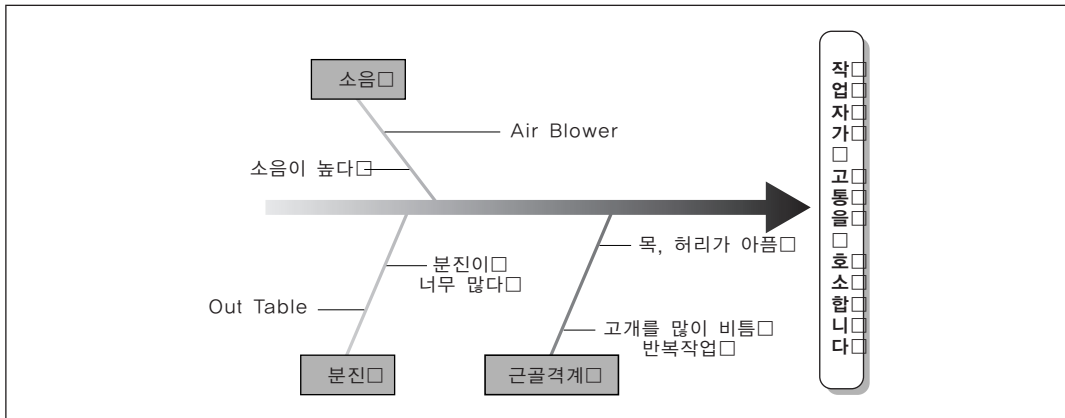 소음□
Air Blower
소음이 높다□
작□
업□
자□
가□
□
고□
통□
을□
□
호□
소□
합□
니□
다□
목, 허리가 아픔□
분진이□
너무 많다□
Out Table
고개를 많이 비틈□
반복작업□
분진□
근골격계□